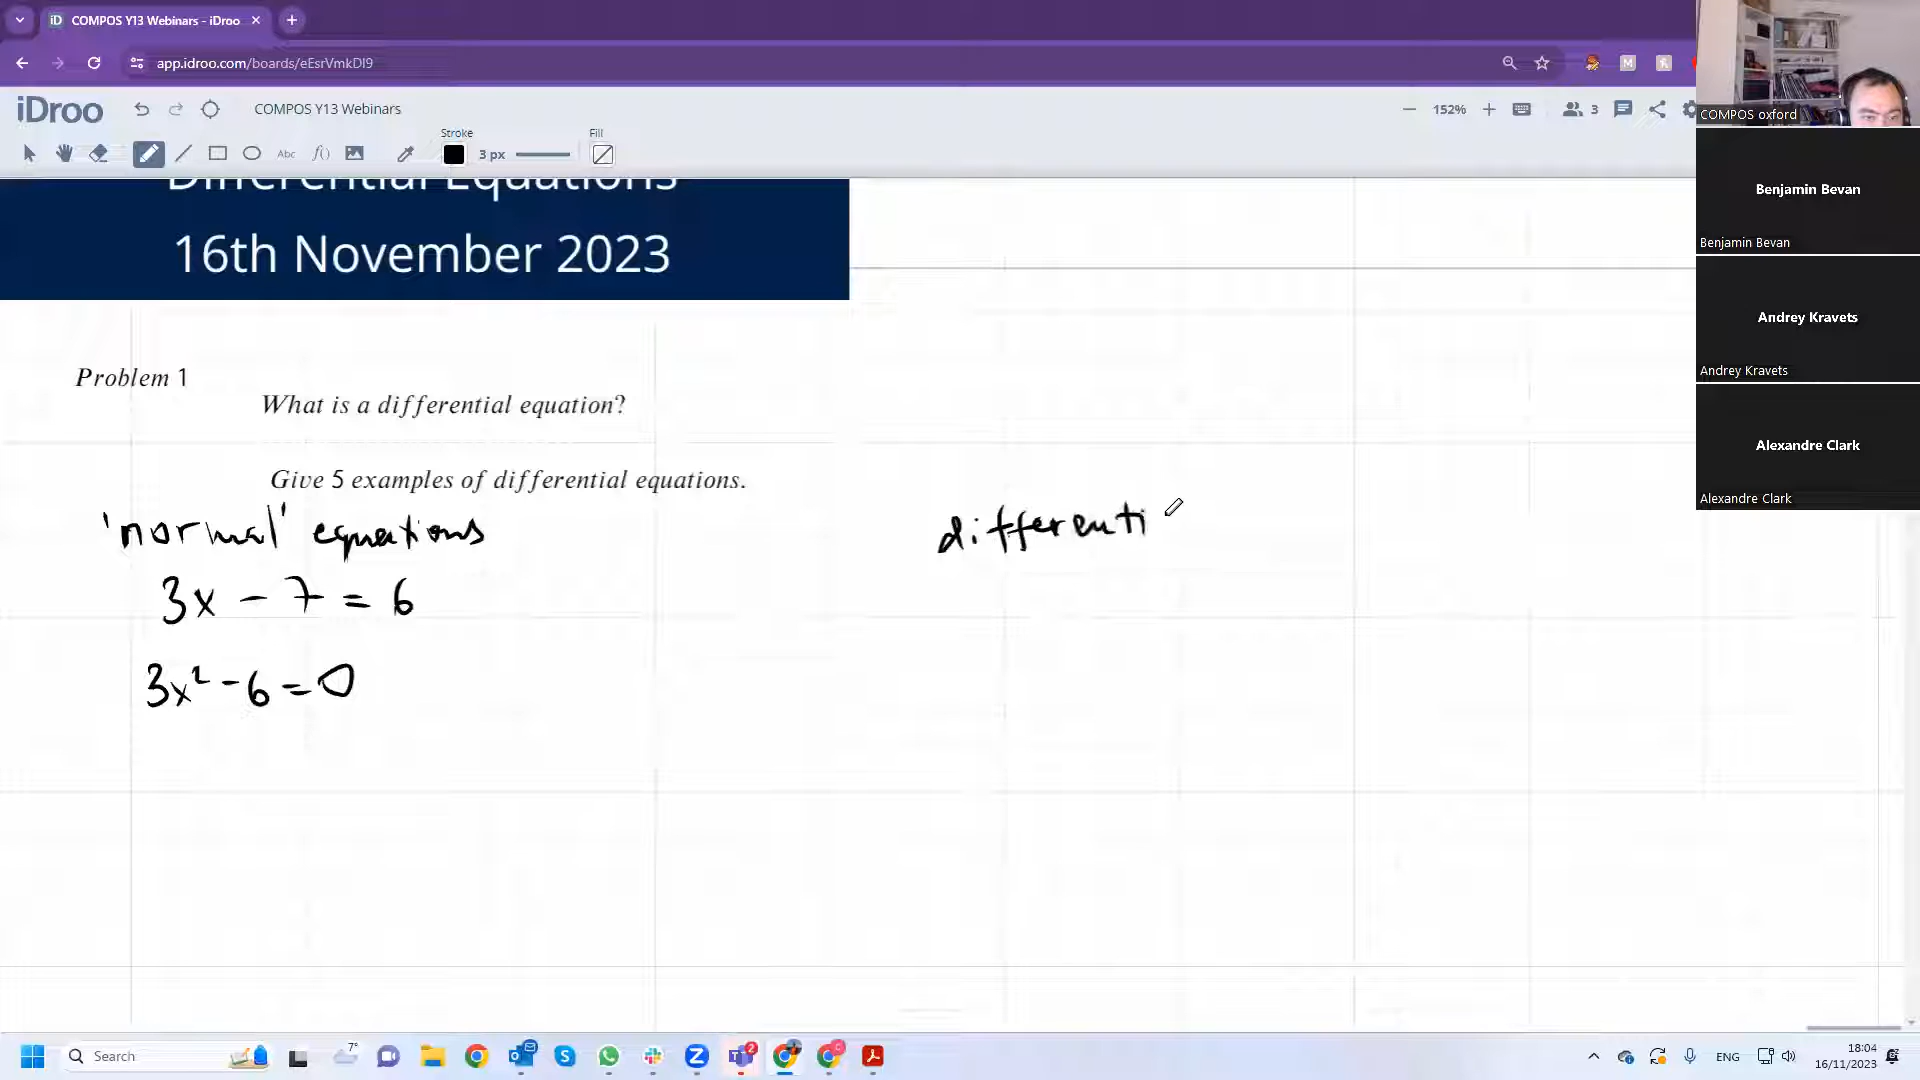 COMPOS Y13 Webinars - iDroo
app.idroo.com/boards/eEsrVmkDI9
iDroo
COMPOS Y13 Webinars
152%
3
Stroke
Fill
Abc
f()
3 px
Differential Equations
16th November 2023
Problem 1
What is a differential equation?
Give 5 examples of differential equations.
'normal' equations
3x - 7 = 6
3x² - 6 = 0
differenti
COMPOS oxford
Benjamin Bevan
Benjamin Bevan
Andrey Kravets
Andrey Kravets
Alexandre Clark
Alexandre Clark
Search
7°
2
ENG
18:04
16/11/2023